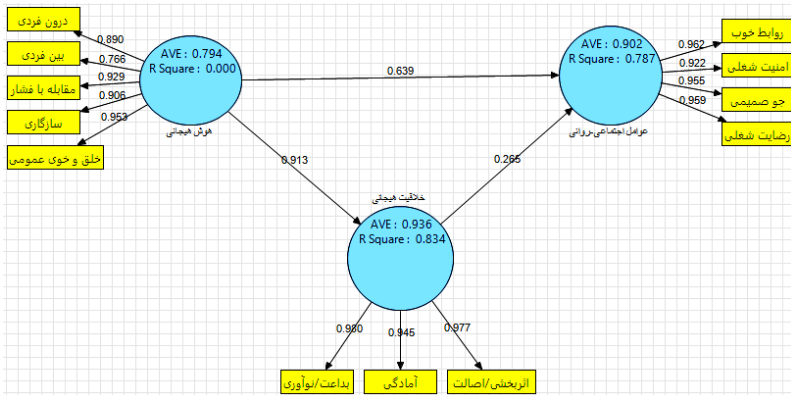 درون فردی
بین فردی
مقابله با فشار
سازگاری
خلق و خوی عمومی
0.890
0.766
0.929
0.906
0.953
AVE : 0.794
R Square : 0.000
هوش هیجانی
0.639
0.913
0.265
AVE : 0.902
R Square : 0.787
عوامل اجتماعی-روانی
0.962
0.922
0.955
0.959
روابط خوب
امنیت شغلی
جو صمیمی
رضایت شغلی
خلاقیت هیجانی
AVE : 0.936
R Square : 0.834
0.980
0.945
0.977
بداعت/نوآوری
آمادگی
اثربخشی/اصالت